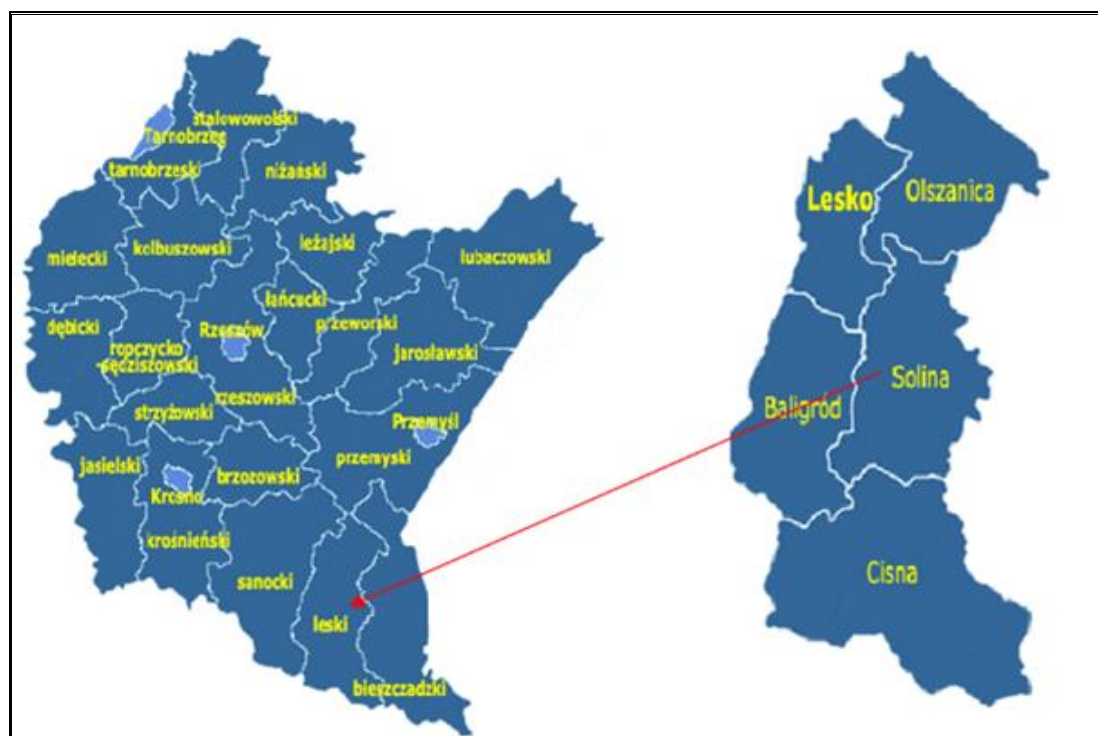 stalowowolski
Tarnobrzeg
tarnobrzeski
niżański
mielecki
kolbuszowski
leżajski
lubaczowski
łańcucki
dębicki
ropczycko
sędziszowski
Rzeszów
przeworski
jarosławski
strzyżowski
rzeszowski
Przemyśl
jasielski
Krosno
brzozowski
przemyski
krośnieński
sanocki
leski
bieszczadzki
Lesko
Olszanica
Solina
Baligród
Cisna